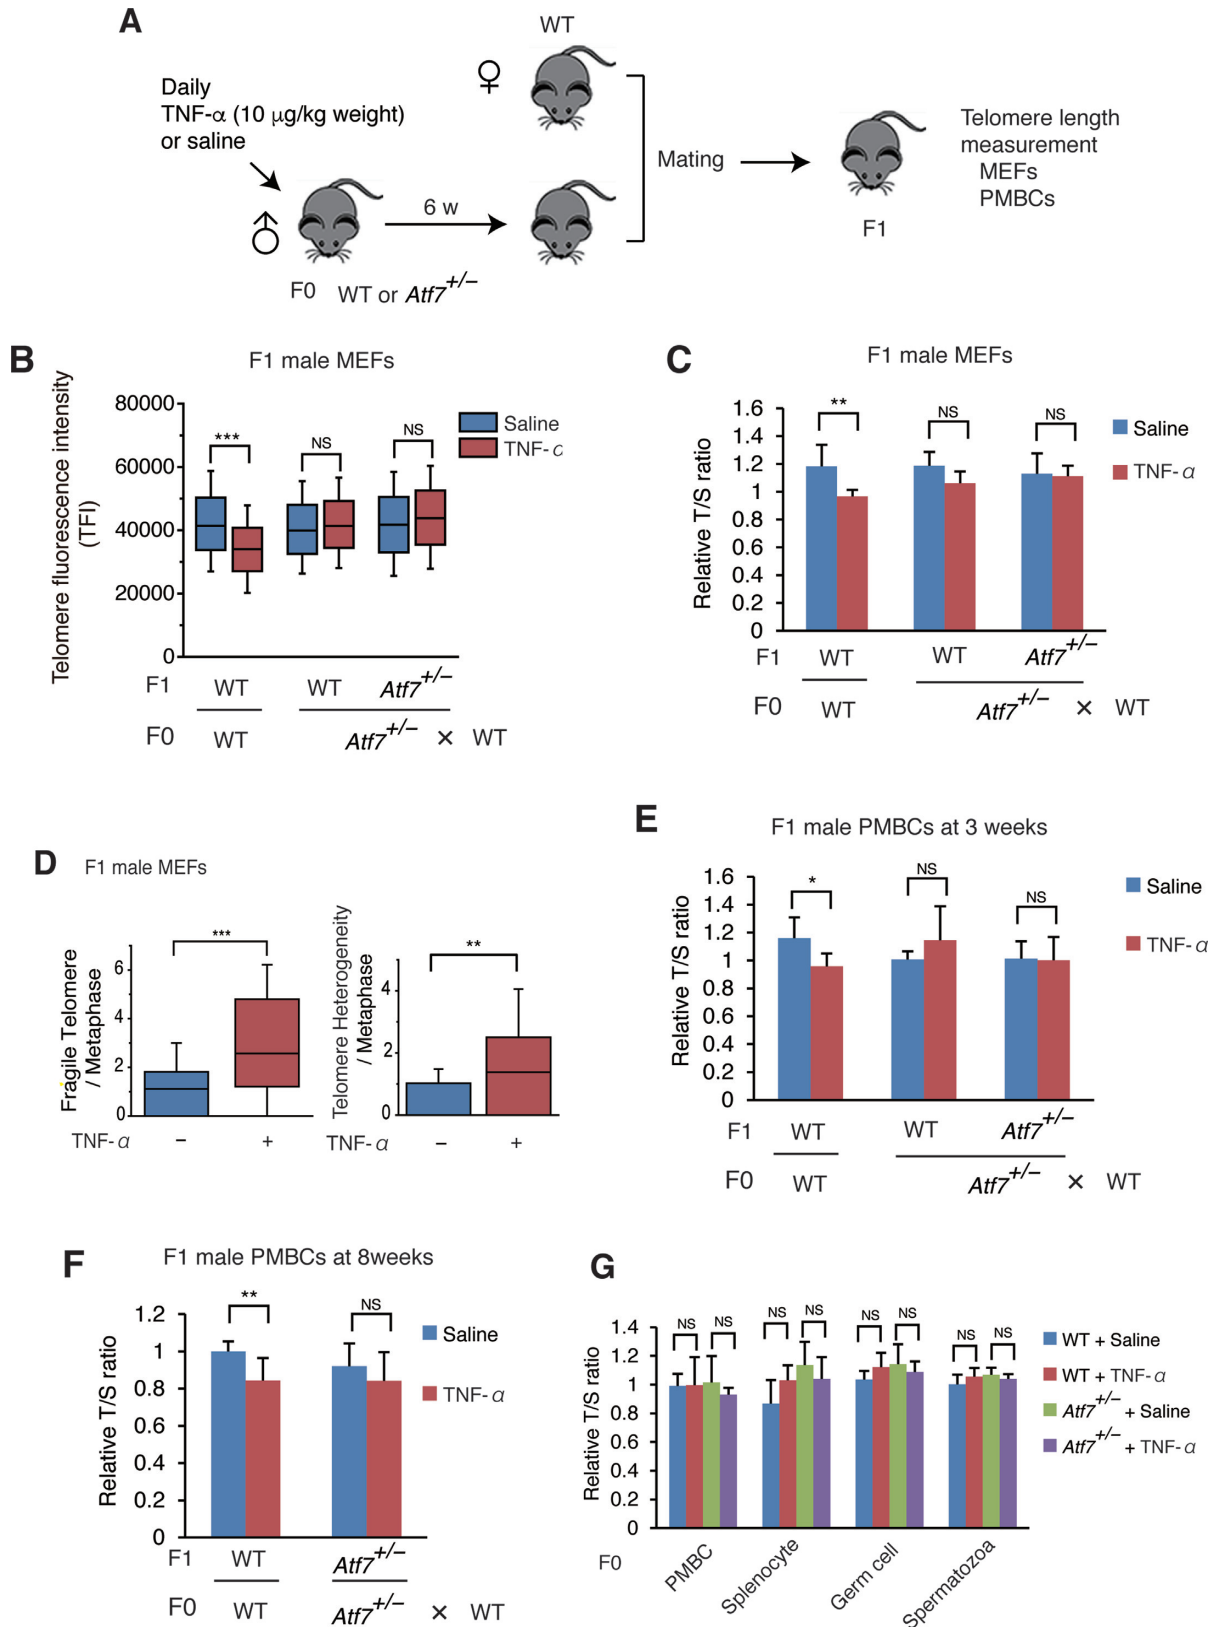 A
WT
♀
Daily
TNF-α (10 μg/kg weight)
or saline
♂
6 w
Mating
F0 WT or Atf7+/–
F1
Telomere length
measurement
MEFs
PMBCs
B
F1 male MEFs
Telomere fluorescence intensity
(TFI)
80000
60000
40000
20000
0
*** NS NS
Saline
TNF-α
F1 WT WT Atf7+/–
F0 WT Atf7+/– × WT
C
F1 male MEFs
Relative T/S ratio
1.6
1.4
1.2
1
0.8
0.6
0.4
0.2
0
** NS NS
Saline
TNF-α
F1 WT WT Atf7+/–
F0 WT Atf7+/– × WT
D
F1 male MEFs
Fragile Telomere
/ Metaphase
6
4
2
0
***
TNF-α – +
Telomere Heterogeneity
/ Metaphase
4
2
0
**
TNF-α – +
E
F1 male PMBCs at 3 weeks
Relative T/S ratio
1.6
1.4
1.2
1
0.8
0.6
0.4
0.2
0
* NS NS
Saline
TNF-α
F1 WT WT Atf7+/–
F0 WT Atf7+/– × WT
F
F1 male PMBCs at 8weeks
Relative T/S ratio
1.2
1
0.8
0.6
0.4
0.2
0
** NS
Saline
TNF-α
F1 WT Atf7+/–
F0 WT Atf7+/– × WT
G
Relative T/S ratio
1.4
1.2
1
0.8
0.6
0.4
0.2
0
NS NS NS NS NS NS NS NS
WT + Saline
WT + TNF-α
Atf7+/– + Saline
Atf7+/– + TNF-α
F0 PMBC Splenocyte Germ cell Spermatozoa